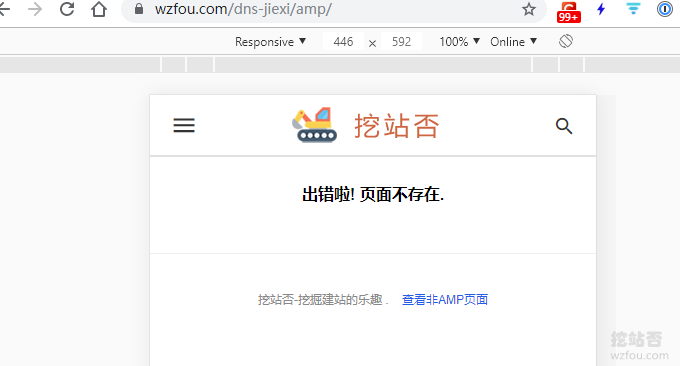 wzfou.com/dns-jiexi/amp/
99+
Responsive ▼ 446 × 592 100% ▼ Online ▼
挖站否
出错啦! 页面不存在.
挖站否-挖掘建站的乐趣 . 查看非AMP页面
挖站否
wzfou.com